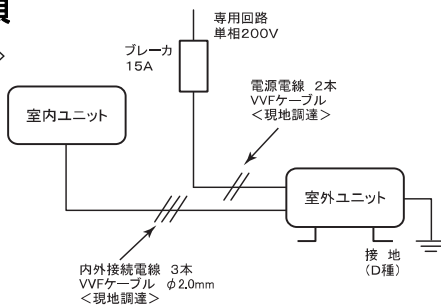 専用回路
単相200V
ブレーカ
15A
電源電線 2本
VVFケーブル
<現地調達>
室内ユニット
室外ユニット
接 地
(D種)
内外接続電線 3本
VVFケーブル φ2.0mm
<現地調達>